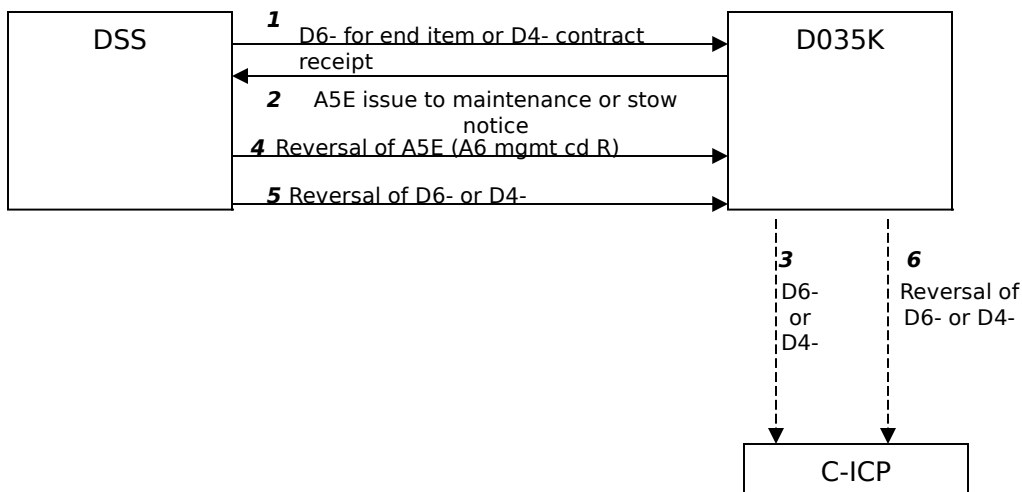 DSS
1
D6- for end item or D4- contract
receipt
D035K
2 A5E issue to maintenance or stow
notice
4 Reversal of A5E (A6 mgmt cd R)
5 Reversal of D6- or D4-
3
D6-
or
D4-
6
Reversal of
D6- or D4-
C-ICP